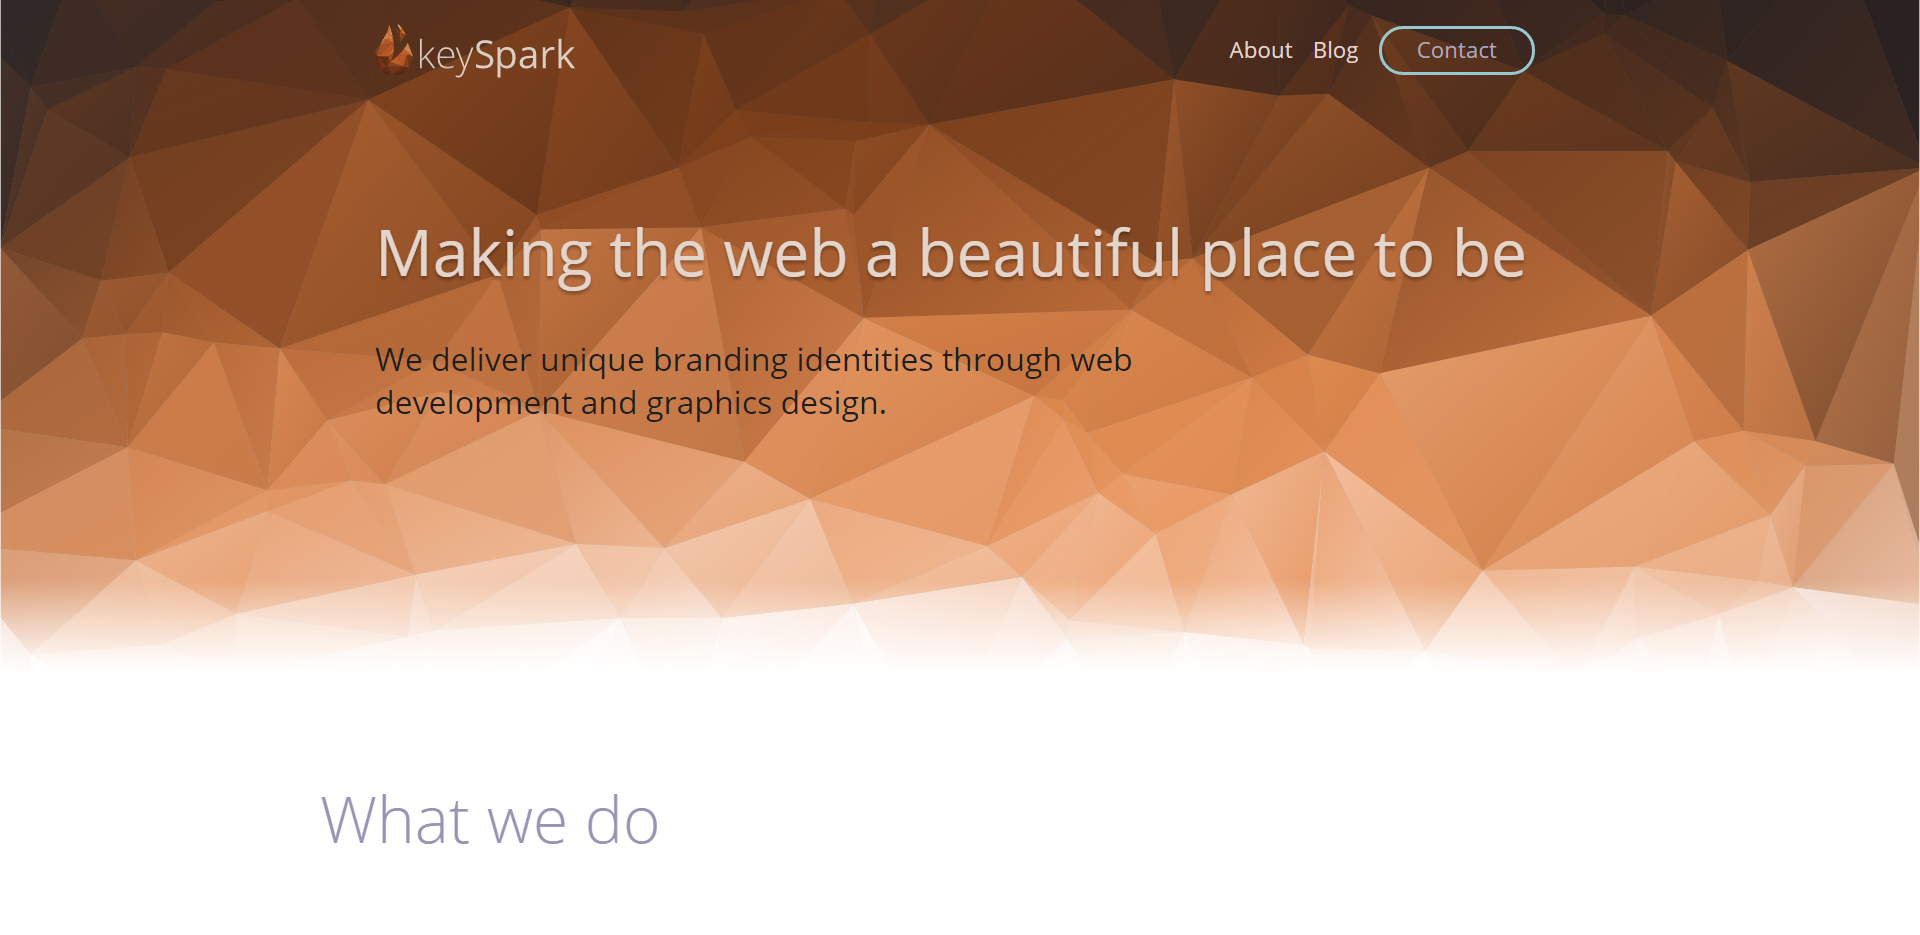 keySpark
About Blog Contact
Making the web a beautiful place to be
We deliver unique branding identities through web
development and graphics design.
What we do